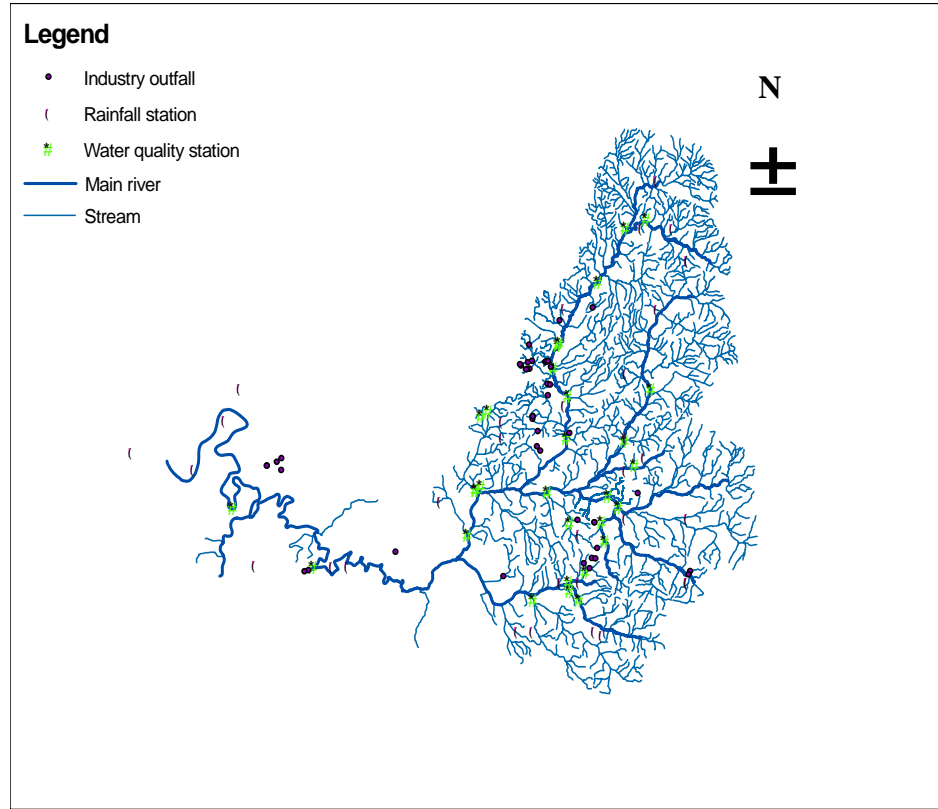 Legend
Industry outfall
Rainfall station
Water quality station
Main river
Stream
N